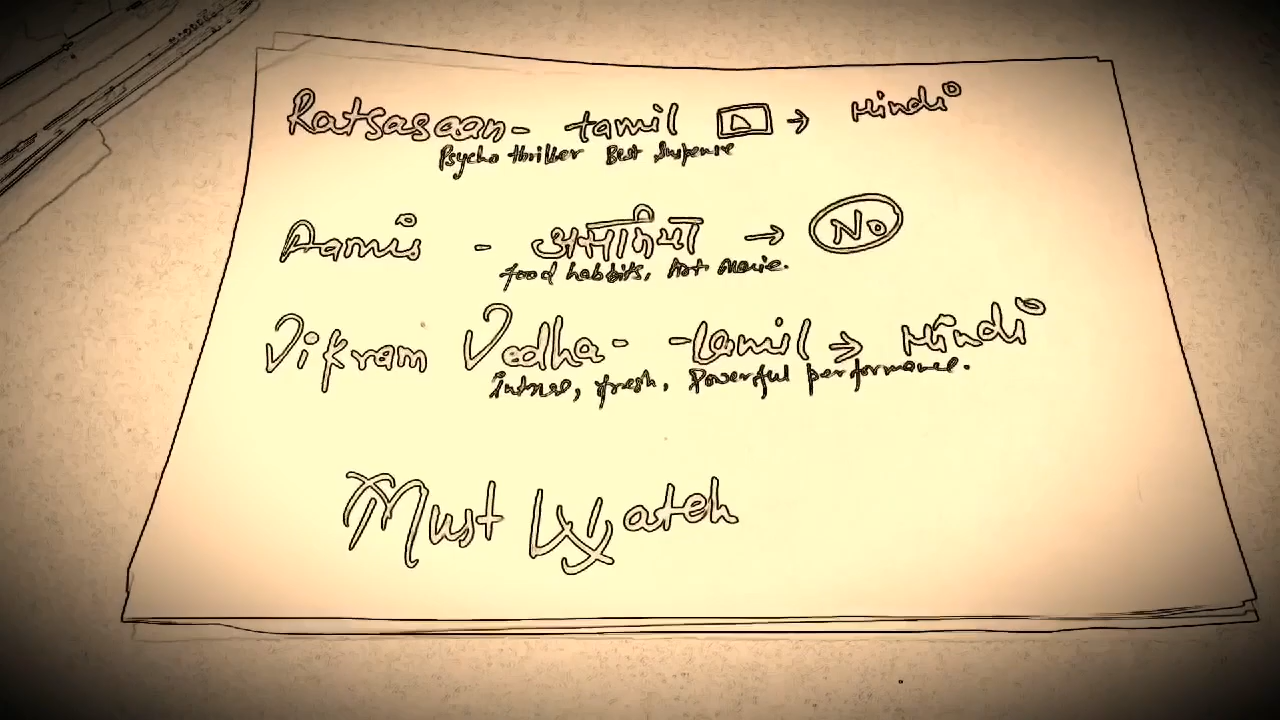 Ratsasaan - tamil → Hindi
Psycho thriller Best Suspense
Aamis - असामिया → No
food habbits, Art movie.
Vikram Vedha - - tamil → Hindi
intense, fresh, Powerful performance.
Must Watch